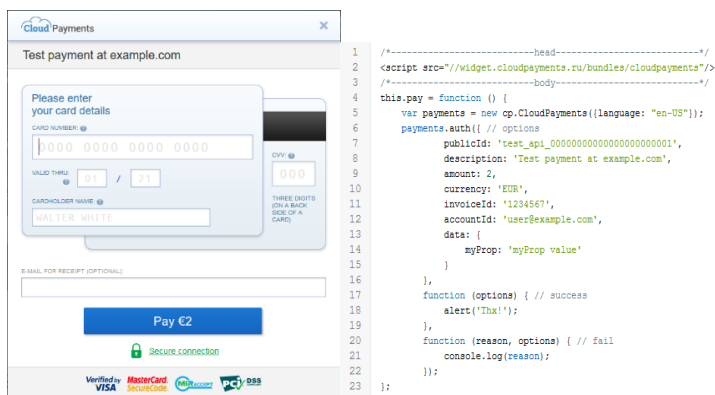 Cloud Payments ×
Test payment at example.com
Please enter
your card details
CARD NUMBER: ?
0000 0000 0000 0000
VALID THRU: ?
01 / 21
CARDHOLDER NAME: ?
WALTER WHITE
CVV: ?
000
THREE DIGITS
(ON A BACK
SIDE OF A
CARD)
E-MAIL FOR RECEIPT (OPTIONAL):
Pay €2
Secure connection
Verified by VISA MasterCard. SecureCode. MIRACCEPT PCI DSS
1 /*--------------------------head--------------------------*/
2 <script src="//widget.cloudpayments.ru/bundles/cloudpayments"/>
3 /*--------------------------body--------------------------*/
4 this.pay = function () {
5 var payments = new cp.CloudPayments({language: "en-US"});
6 payments.auth({ // options
7 publicId: 'test_api_00000000000000000000001',
8 description: 'Test payment at example.com',
9 amount: 2,
10 currency: 'EUR',
11 invoiceId: '1234567',
12 accountId: 'user@example.com',
13 data: {
14 myProp: 'myProp value'
15 }
16 },
17 function (options) { // success
18 alert('Thx!');
19 },
20 function (reason, options) { // fail
21 console.log(reason);
22 });
23 };